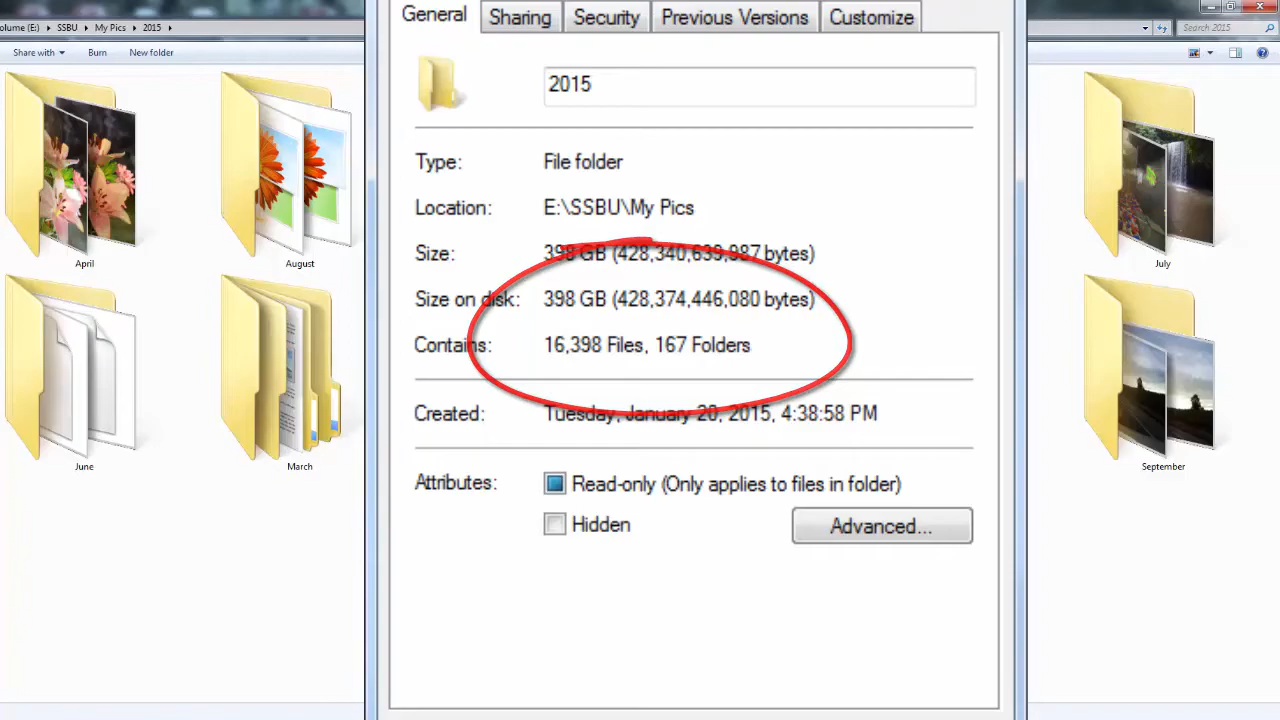 General
Sharing
Security
Previous Versions
Customize
olume (E:) ▸ SSBU ▸ My Pics ▸ 2015 ▸
Search 2015
Share with ▾ Burn New folder
2015
Type: File folder
Location: E:\SSBU\My Pics
Size: 398 GB (428,340,639,987 bytes)
Size on disk: 398 GB (428,374,446,080 bytes)
Contains: 16,398 Files, 167 Folders
Created: Tuesday, January 20, 2015, 4:38:58 PM
Attributes: Read-only (Only applies to files in folder)
Hidden
Advanced...
April
August
July
June
March
September